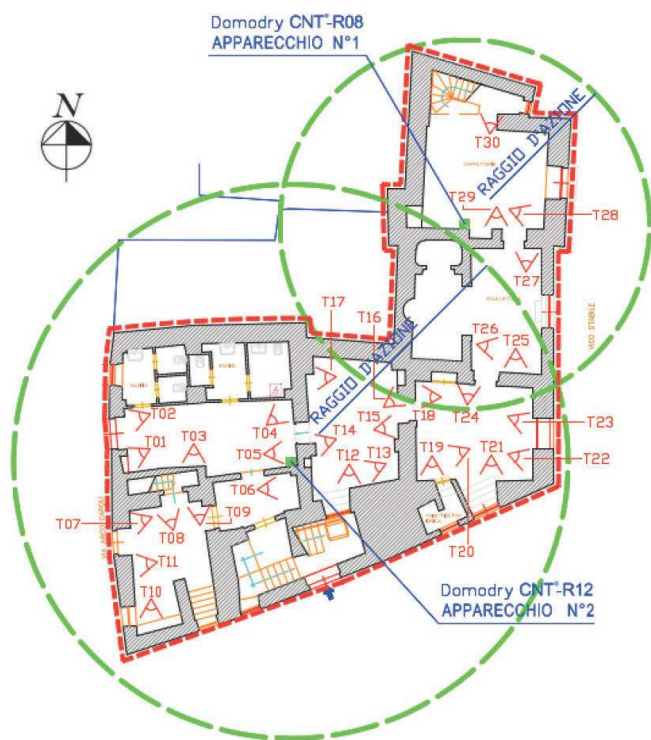 Domodry CNT®-R08
APPARECCHIO N°1
N
RAGGIO D'AZIONE
T30
T29
T28
T27
VICO STABILE
T17
T16
RAGGIO D'AZIONE
T26
T25
T02
T04
T15
T18
T24
T23
T01
T03
T14
T05
T12
T13
T19
T21
T22
T06
T07
T08
T09
T20
T11
T10
Domodry CNT®-R12
APPARECCHIO N°2